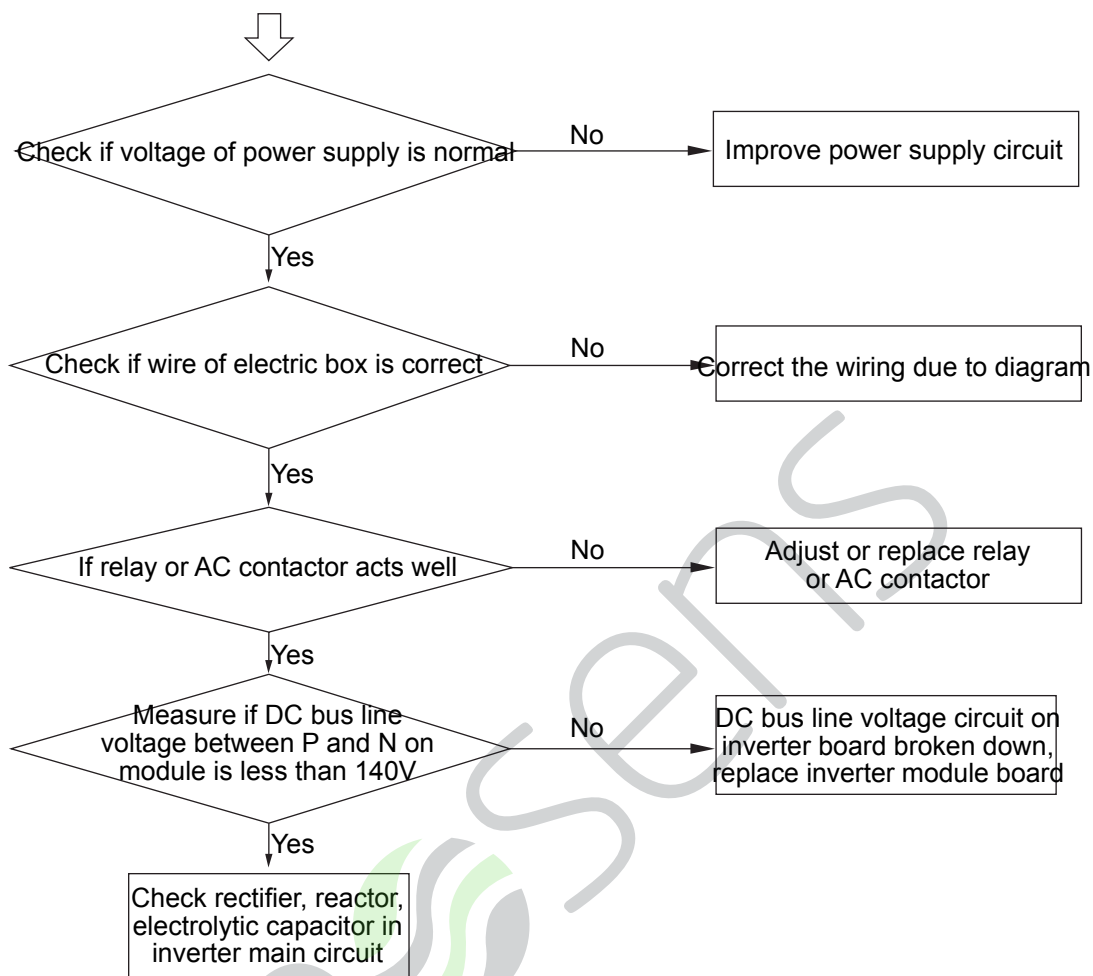 Check if voltage of power supply is normal
No
Improve power supply circuit
Yes
Check if wire of electric box is correct
No
Correct the wiring due to diagram
Yes
If relay or AC contactor acts well
No
Adjust or replace relay
or AC contactor
Yes
Measure if DC bus line
voltage between P and N on
module is less than 140V
No
DC bus line voltage circuit on
inverter board broken down,
replace inverter module board
Yes
Check rectifier, reactor,
electrolytic capacitor in
inverter main circuit
sens